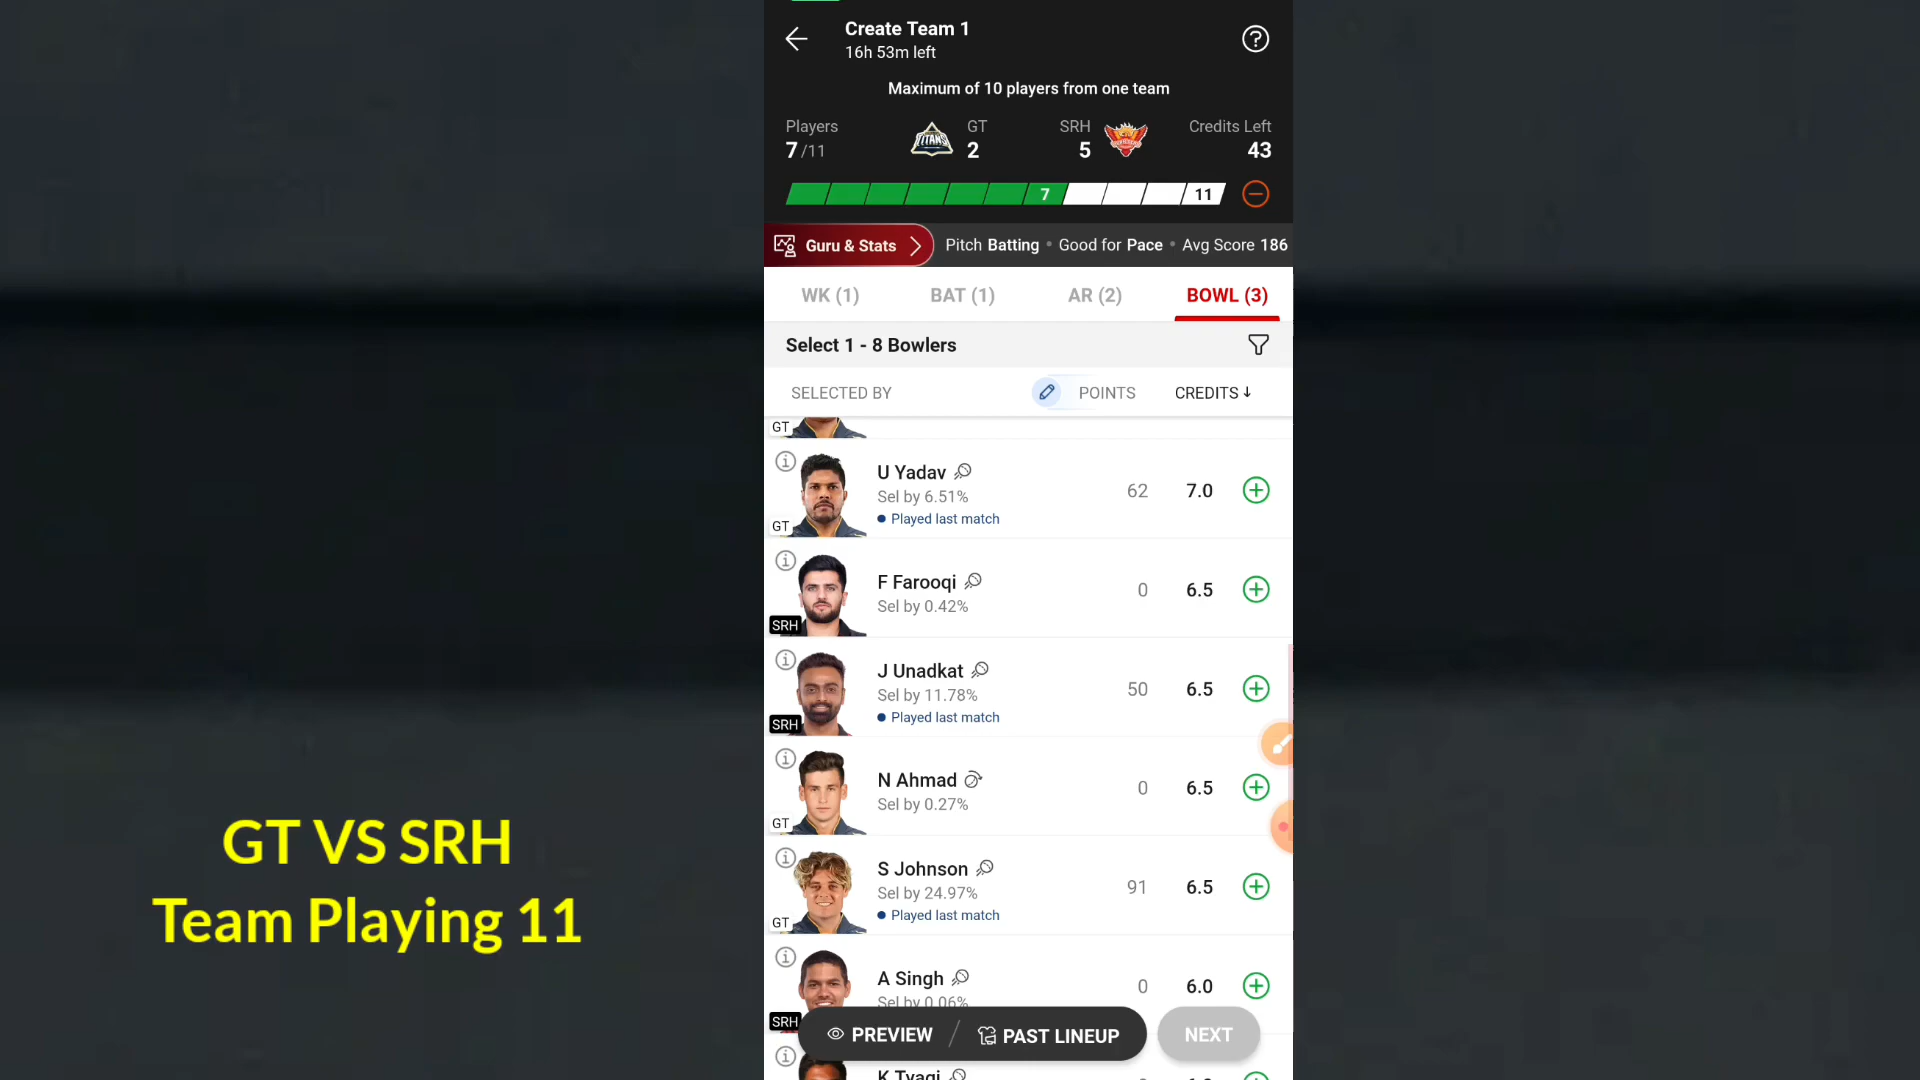 Create Team 1
16h 53m left
Maximum of 10 players from one team
Players
7/11
TITANS
GT
2
SRH
5
Credits Left
43
7
11
Guru & Stats
Pitch Batting • Good for Pace • Avg Score 186
WK (1)
BAT (1)
AR (2)
BOWL (3)
Select 1 - 8 Bowlers
SELECTED BY
POINTS
CREDITS↓
GT
U Yadav
Sel by 6.51%
Played last match
62
7.0
GT
F Farooqi
Sel by 0.42%
0
6.5
SRH
J Unadkat
Sel by 11.78%
Played last match
50
6.5
SRH
N Ahmad
Sel by 0.27%
0
6.5
GT
S Johnson
Sel by 24.97%
Played last match
91
6.5
GT
A Singh
Sel by 0.06%
0
6.0
SRH
PREVIEW
PAST LINEUP
NEXT
K Tyagi
GT VS SRH
Team Playing 11